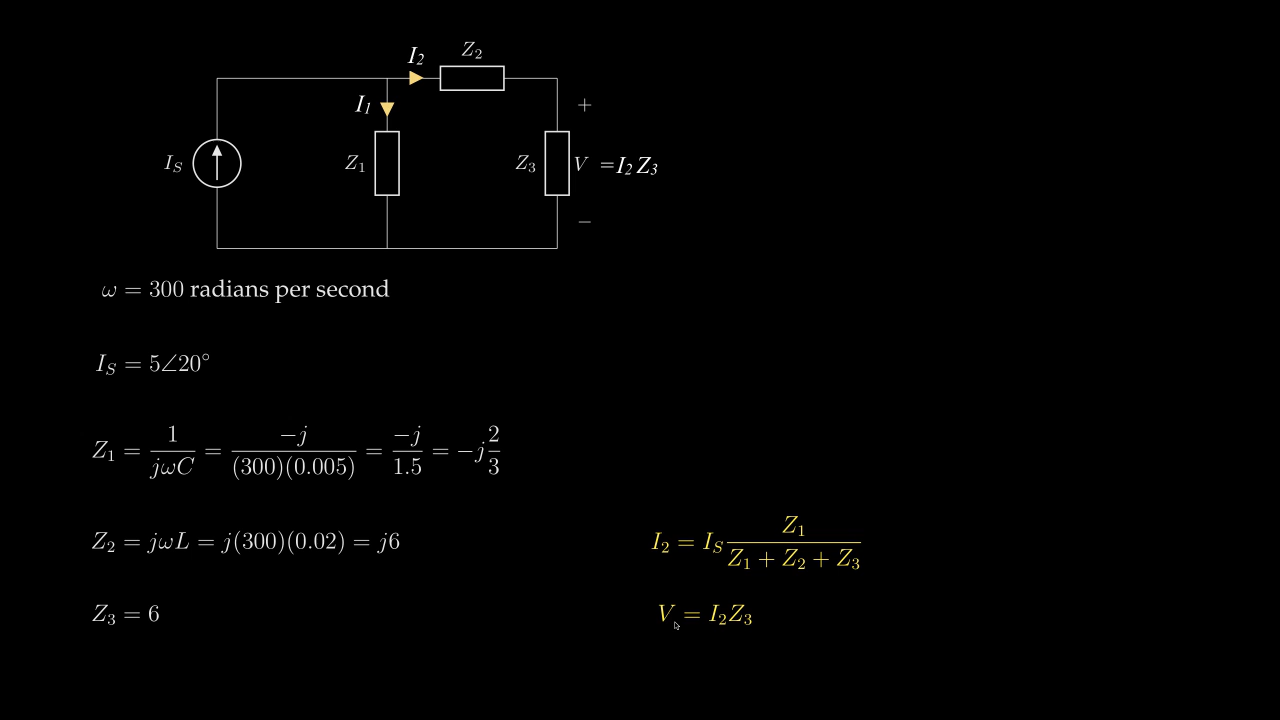 I₂ Z₂
I₁ +
I_S Z₁ Z₃ V = I₂ Z₃
−
ω = 300 radians per second
I_S = 5∠20°
Z₁ = 1/(jωC) = −j/((300)(0.005)) = −j/1.5 = −j 2/3
Z₂ = jωL = j(300)(0.02) = j6
I₂ = I_S Z₁/(Z₁ + Z₂ + Z₃)
Z₃ = 6
V = I₂Z₃